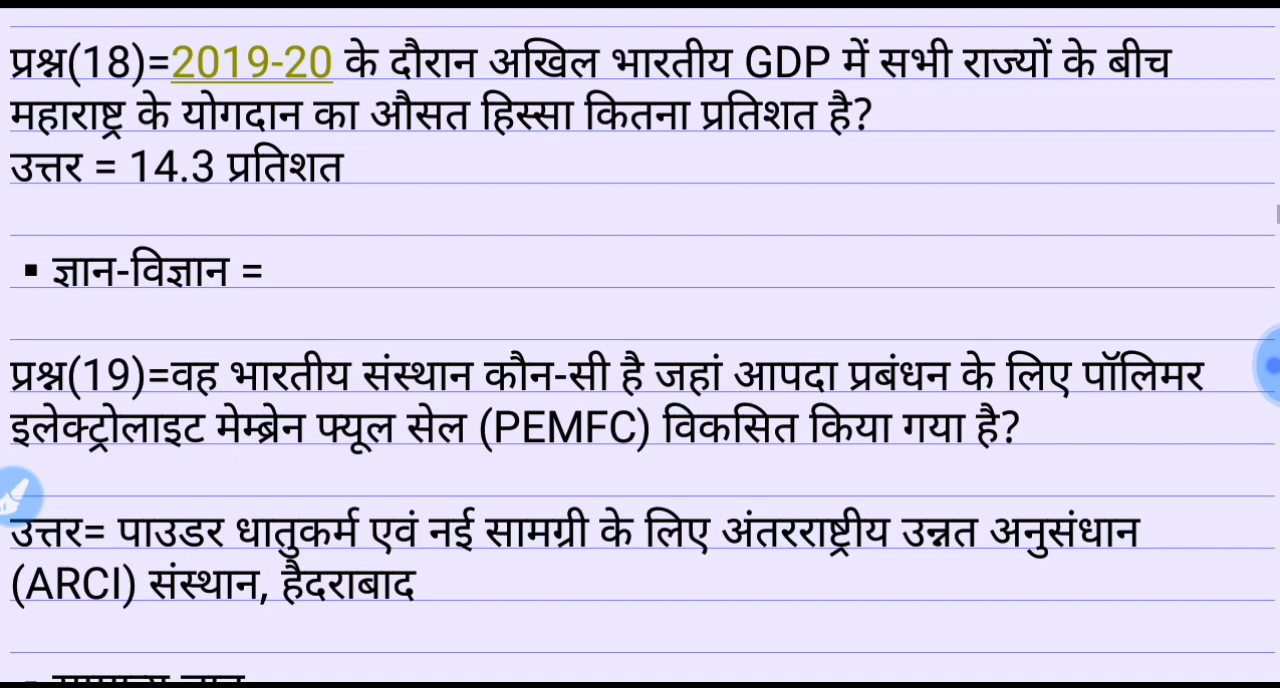 प्रश्न(18)=2019-20 के दौरान अखिल भारतीय GDP में सभी राज्यों के बीच
महाराष्ट्र के योगदान का औसत हिस्सा कितना प्रतिशत है?
उत्तर = 14.3 प्रतिशत
▪ ज्ञान-विज्ञान =
प्रश्न(19)=वह भारतीय संस्थान कौन-सी है जहां आपदा प्रबंधन के लिए पॉलिमर
इलेक्ट्रोलाइट मेम्ब्रेन फ्यूल सेल (PEMFC) विकसित किया गया है?
उत्तर= पाउडर धातुकर्म एवं नई सामग्री के लिए अंतरराष्ट्रीय उन्नत अनुसंधान
(ARCI) संस्थान, हैदराबाद